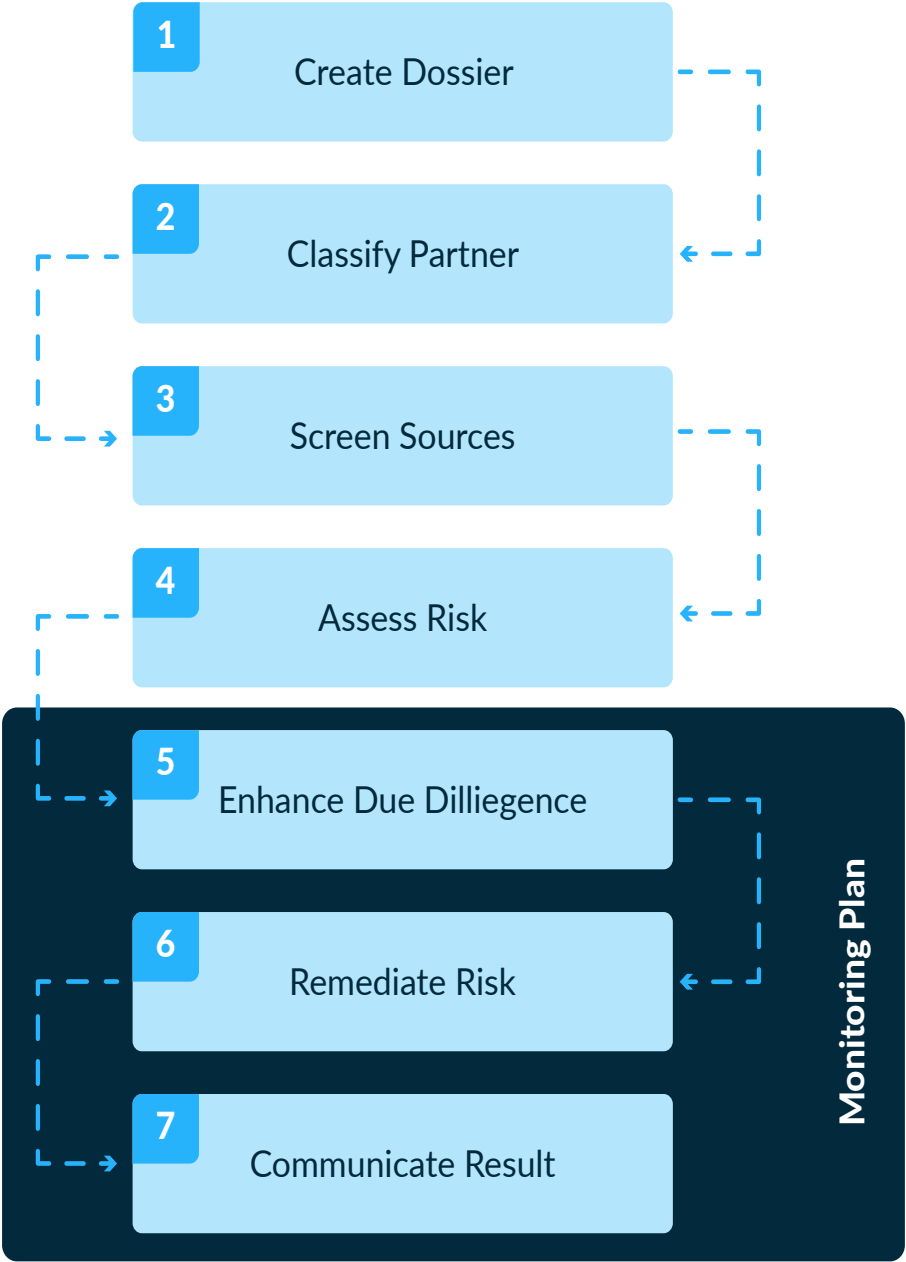 1
Create Dossier
2
Classify Partner
3
Screen Sources
4
Assess Risk
5
Enhance Due Dilliegence
6
Remediate Risk
7
Communicate Result
Monitoring Plan